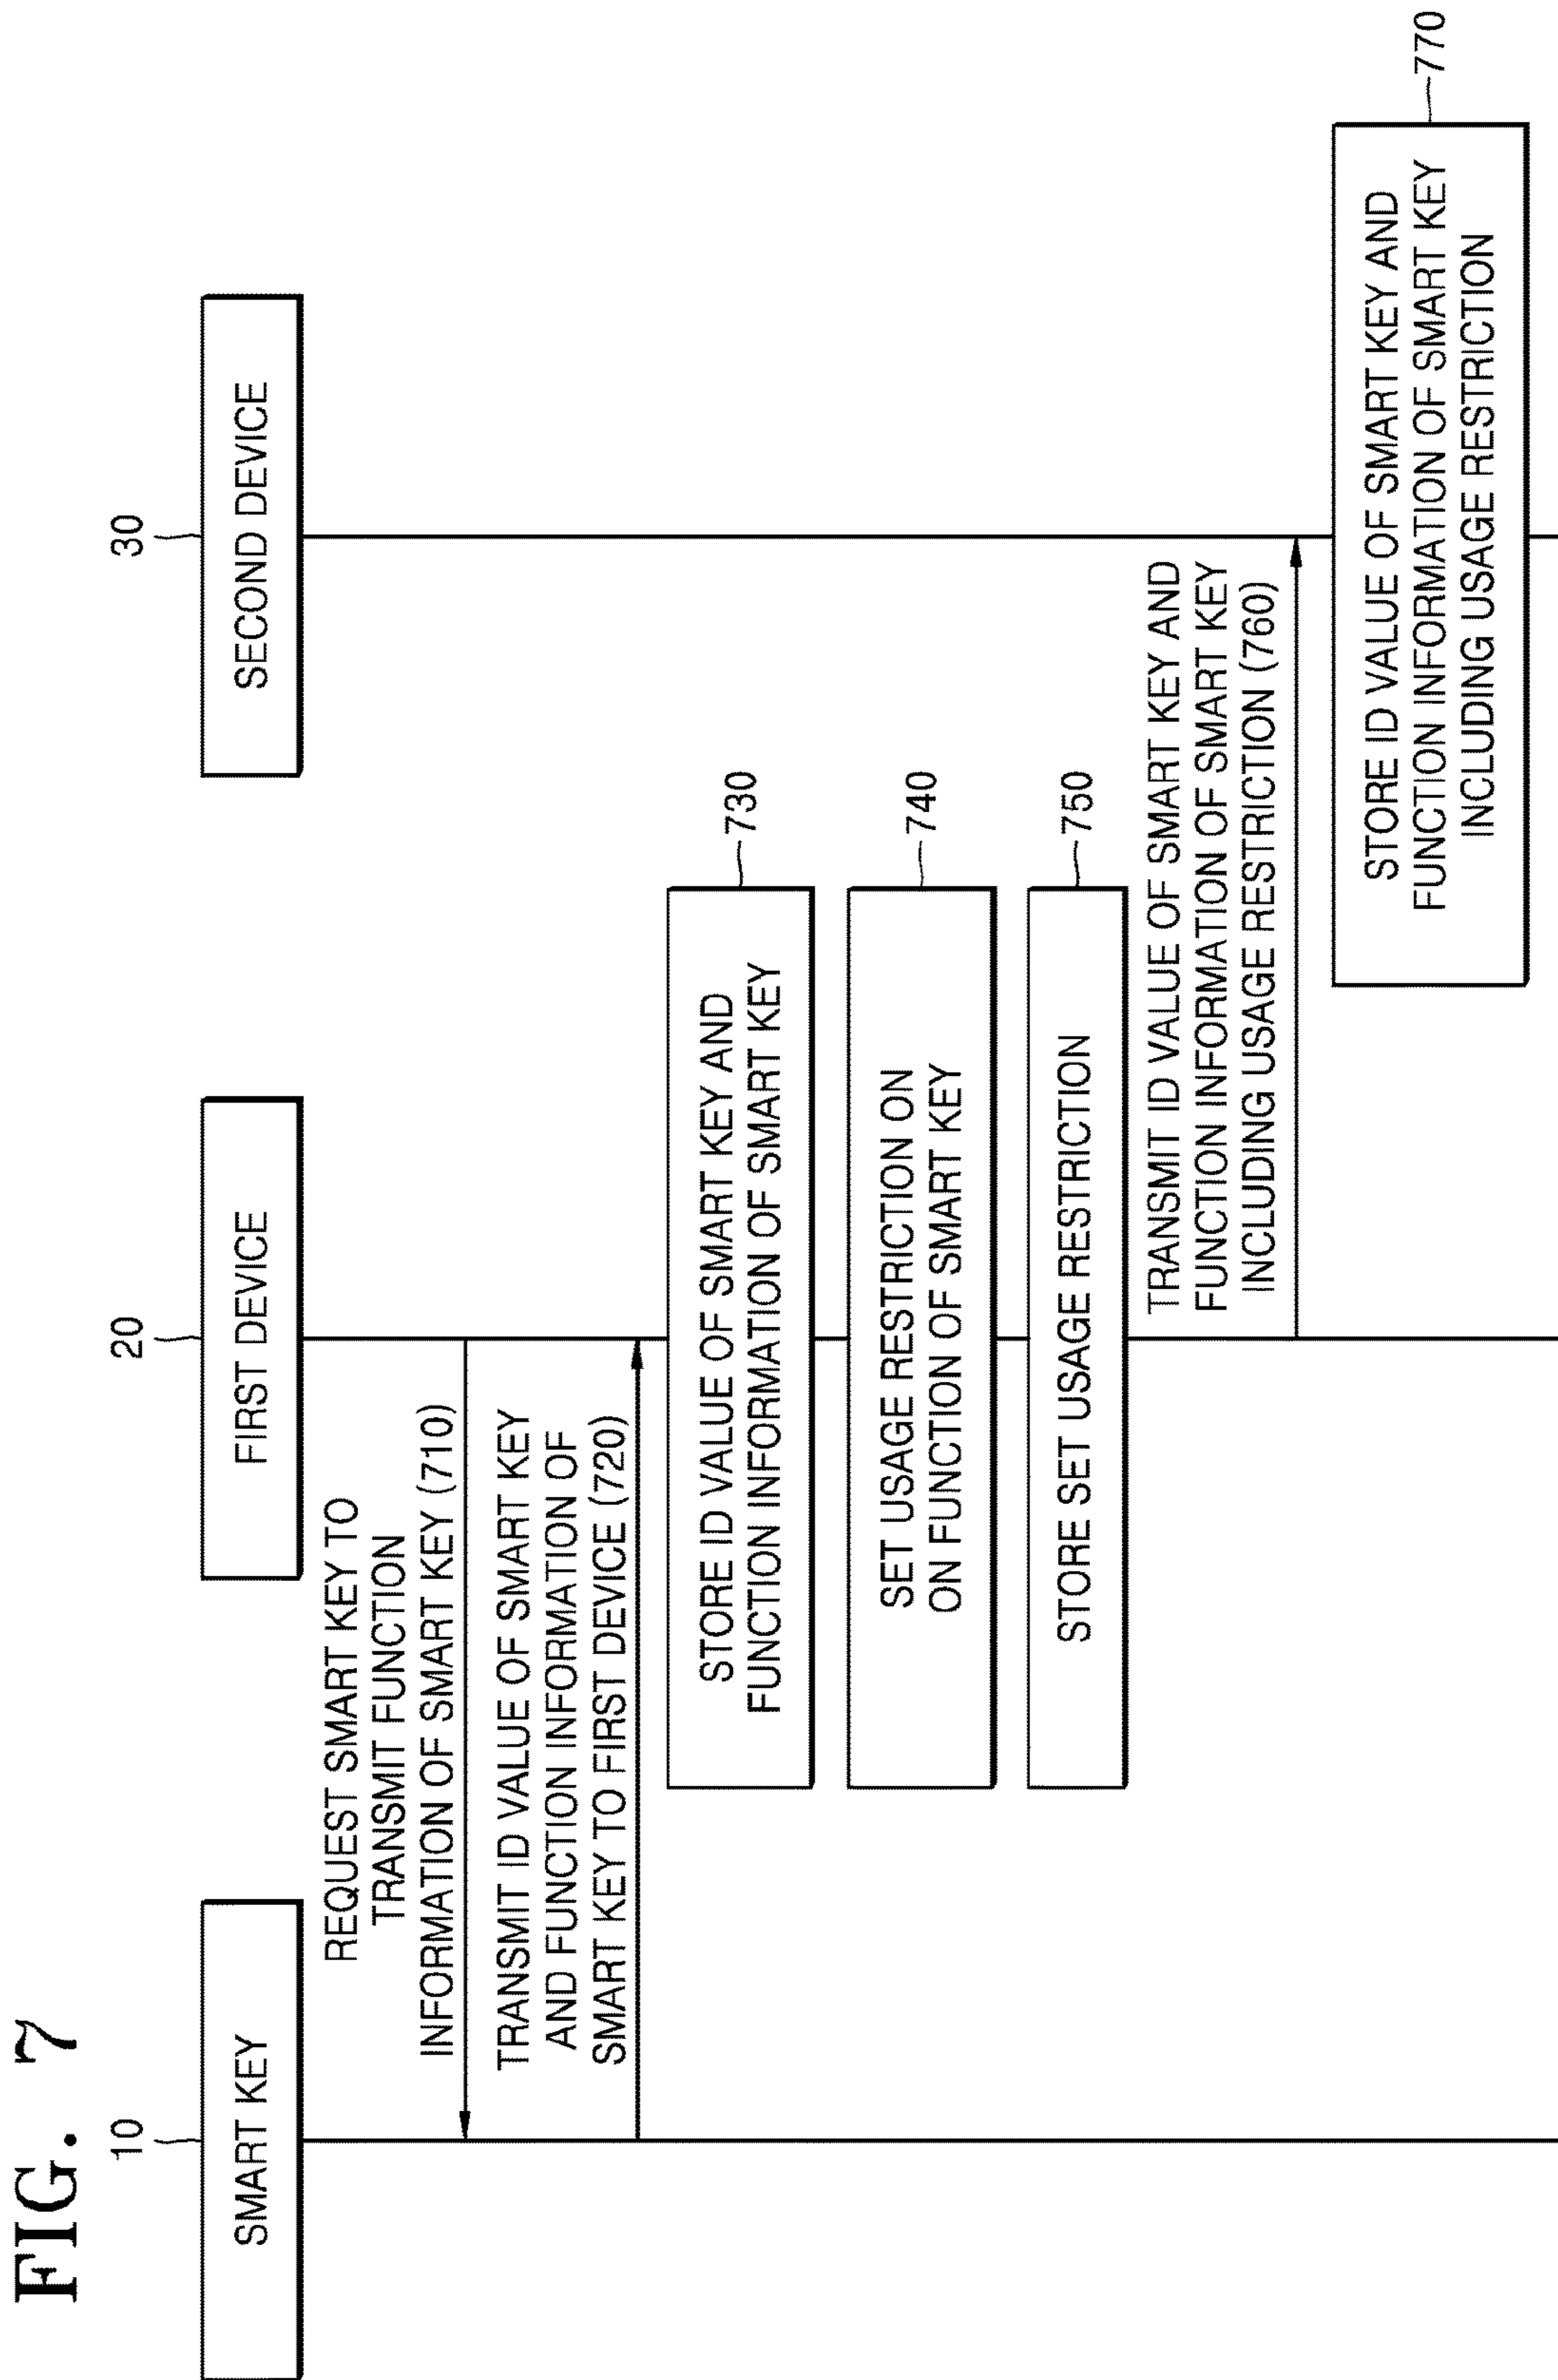 FIG. 7
10
20
30
SMART KEY
FIRST DEVICE
SECOND DEVICE
REQUEST SMART KEY TO
TRANSMIT FUNCTION
INFORMATION OF SMART KEY (710)
TRANSMIT ID VALUE OF SMART KEY
AND FUNCTION INFORMATION OF
SMART KEY TO FIRST DEVICE (720)
STORE ID VALUE OF SMART KEY AND
FUNCTION INFORMATION OF SMART KEY
730
SET USAGE RESTRICTION ON
ON FUNCTION OF SMART KEY
740
STORE SET USAGE RESTRICTION
750
TRANSMIT ID VALUE OF SMART KEY AND
FUNCTION INFORMATION OF SMART KEY
INCLUDING USAGE RESTRICTION (760)
STORE ID VALUE OF SMART KEY AND
FUNCTION INFORMATION OF SMART KEY
INCLUDING USAGE RESTRICTION
770